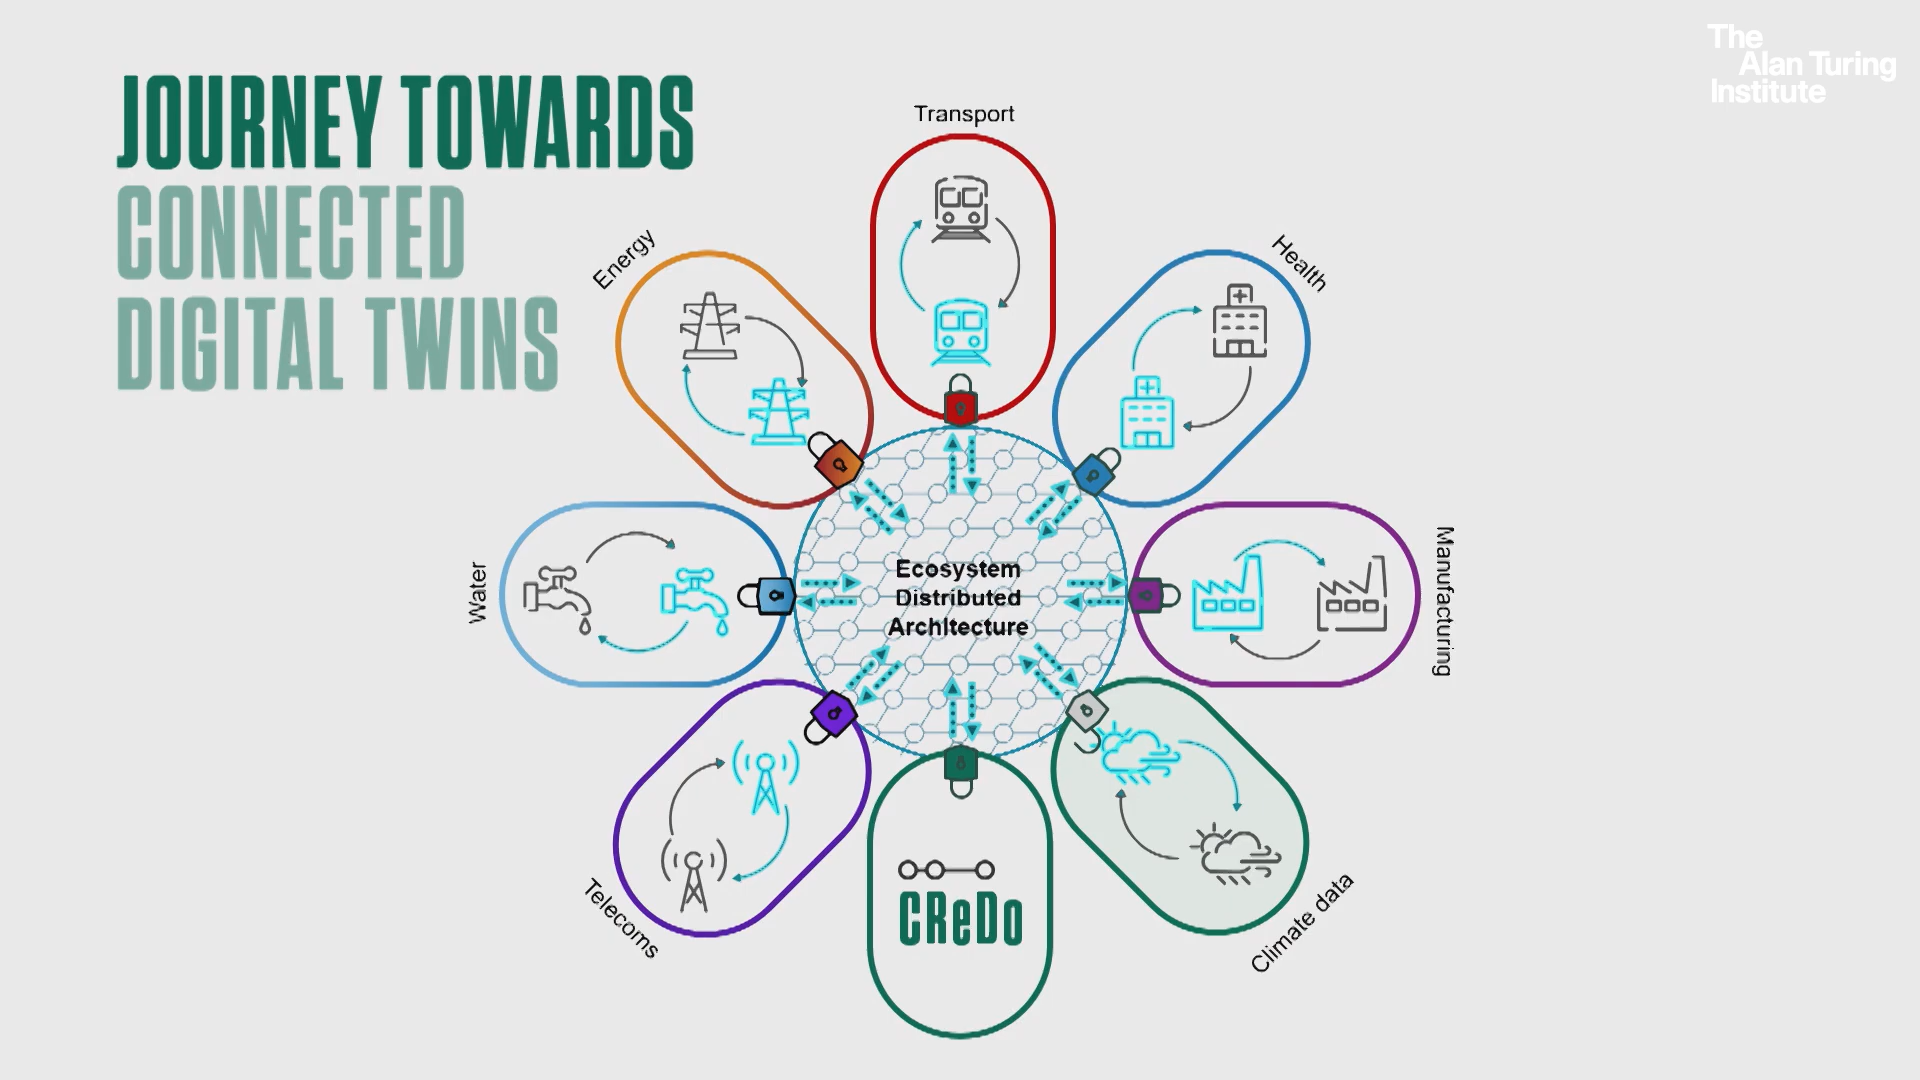 JOURNEY TOWARDS
CONNECTED
DIGITAL TWINS
The
Alan Turing
Institute
Transport
Energy
Health
Water
Ecosystem
Distributed
Architecture
Manufacturing
Telecoms
CReDo
Climate data